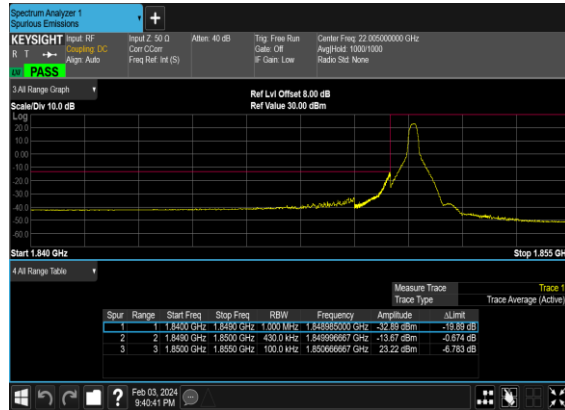 Spectrum Analyzer 1
Spurious Emissions
+
KEYSIGHT Input: RF Input Z: 50 Ω Atten: 40 dB Trig: Free Run Center Freq: 22.005000000 GHz
R T Coupling: DC Corr CCorr Gate: Off Avg|Hold: 1000/1000
Align: Auto Freq Ref: Int (S) IF Gain: Low Radio Std: None
PASS
3 All Range Graph
Ref Lvl Offset 8.00 dB
Scale/Div 10.0 dB Ref Value 30.00 dBm
Log
20.0
10.0
0.00
-10.0
-20.0
-30.0
-40.0
-50.0
-60.0
Start 1.840 GHz Stop 1.855 GH
4 All Range Table
Measure Trace Trace 1
Trace Type Trace Average (Active)
Spur Range Start Freq Stop Freq RBW Frequency Amplitude ΔLimit
1 1 1.8400 GHz 1.8490 GHz 1.000 MHz 1.848985000 GHz -32.89 dBm -19.89 dB
2 2 1.8490 GHz 1.8500 GHz 430.0 kHz 1.849996667 GHz -13.67 dBm -0.674 dB
3 3 1.8500 GHz 1.8550 GHz 100.0 kHz 1.850666667 GHz 23.22 dBm -6.783 dB
? Feb 03, 2024
9:40:41 PM